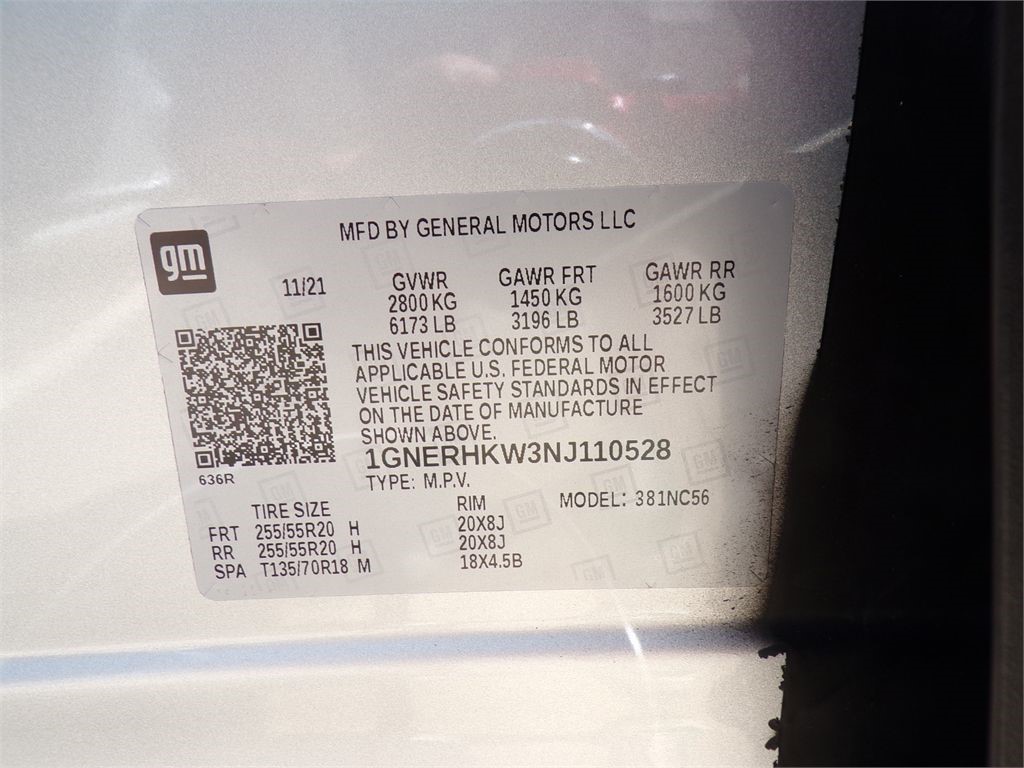 MFD BY GENERAL MOTORS LLC
gm
11/21
GVWR GAWR FRT GAWR RR
2800 KG 1450 KG 1600 KG
6173 LB 3196 LB 3527 LB
THIS VEHICLE CONFORMS TO ALL
APPLICABLE U.S. FEDERAL MOTOR
VEHICLE SAFETY STANDARDS IN EFFECT
ON THE DATE OF MANUFACTURE
SHOWN ABOVE.
1GNERHKW3NJ110528
636R
TYPE: M.P.V.
TIRE SIZE RIM MODEL: 381NC56
FRT 255/55R20 H 20X8J
RR 255/55R20 H 20X8J
SPA T135/70R18 M 18X4.5B